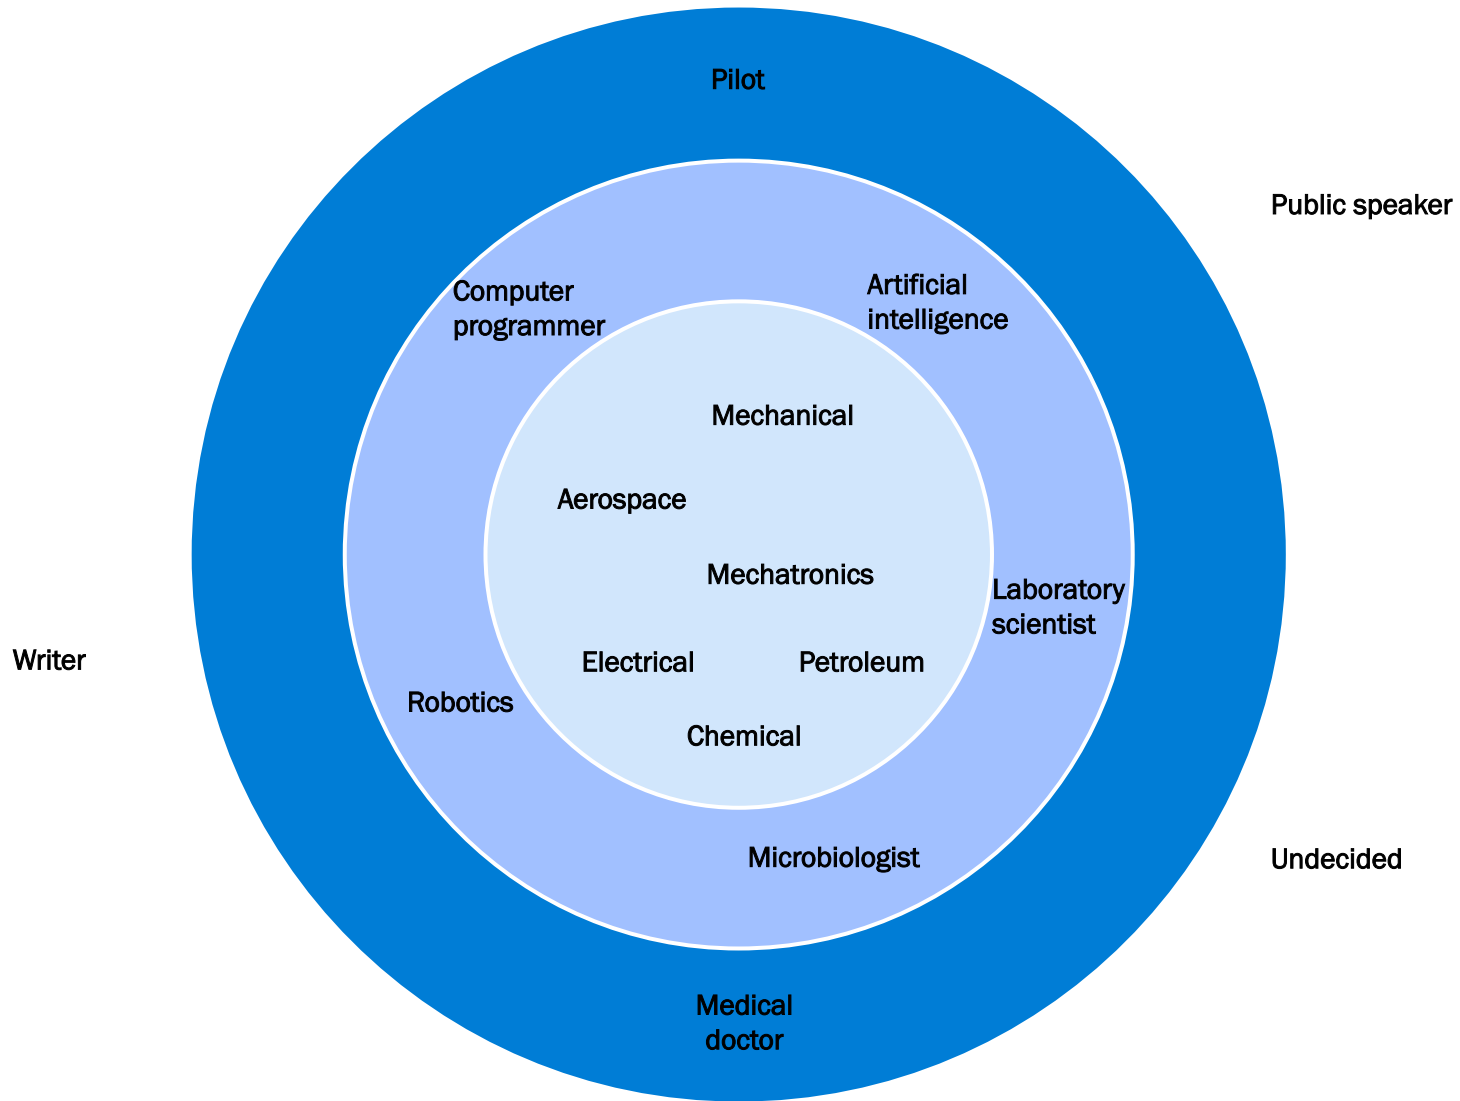 Pilot
Public speaker
Computer
programmer
Artificial
intelligence
Mechanical
Aerospace
Mechatronics
Laboratory
scientist
Writer
Electrical
Petroleum
Robotics
Chemical
Microbiologist
Undecided
Medical
doctor